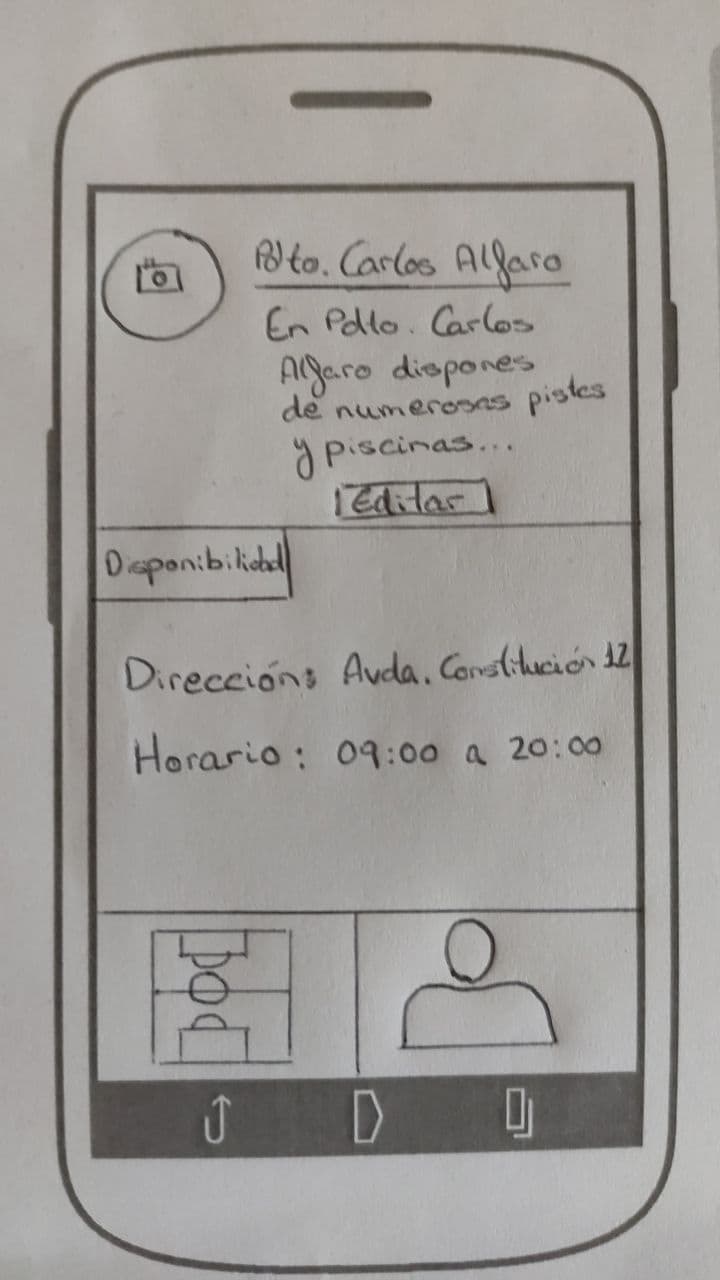 Pdto. Carlos Alfaro
En Pdto. Carlos
Alfaro dispones
de numerosas pistas
y piscinas...
Editar
Disponibilidad
Dirección: Avda. Constitución 12
Horario: 09:00 a 20:00